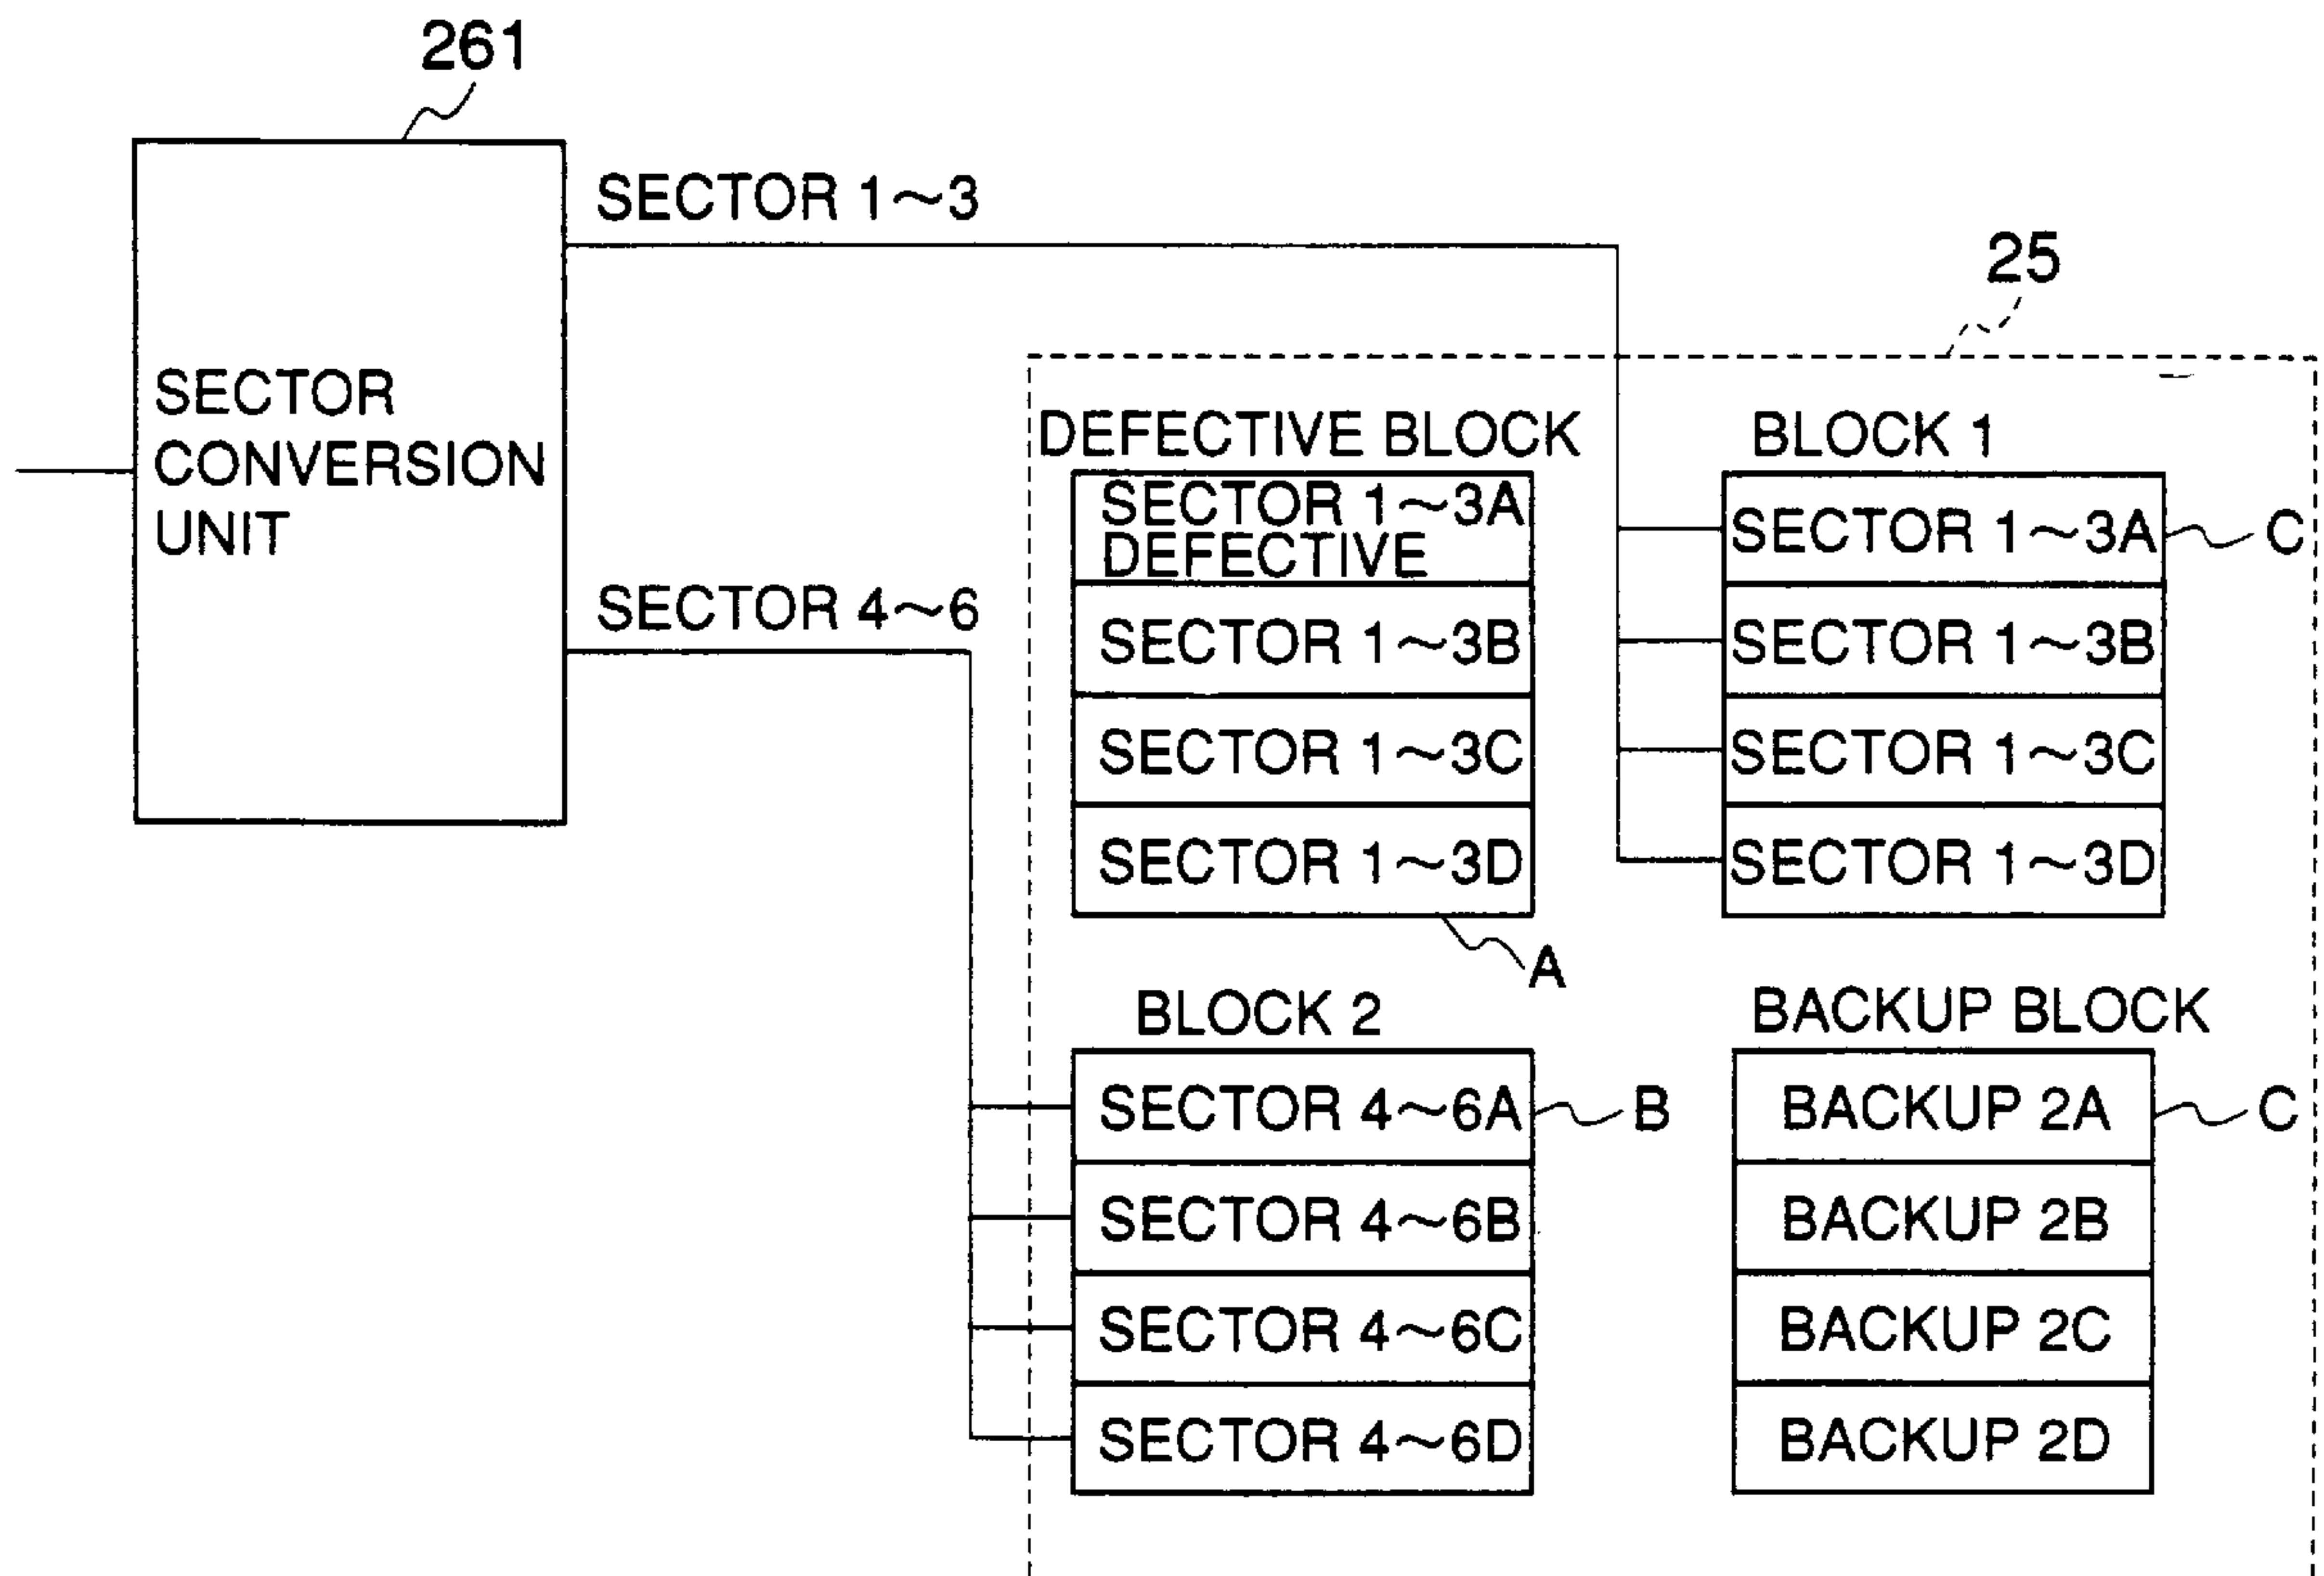 261
SECTOR
CONVERSION
UNIT
SECTOR 1~3
SECTOR 4~6
25
DEFECTIVE BLOCK
SECTOR 1~3A
DEFECTIVE
SECTOR 1~3B
SECTOR 1~3C
SECTOR 1~3D
A
BLOCK 1
SECTOR 1~3A
C
SECTOR 1~3B
SECTOR 1~3C
SECTOR 1~3D
BLOCK 2
SECTOR 4~6A
B
SECTOR 4~6B
SECTOR 4~6C
SECTOR 4~6D
BACKUP BLOCK
BACKUP 2A
C
BACKUP 2B
BACKUP 2C
BACKUP 2D